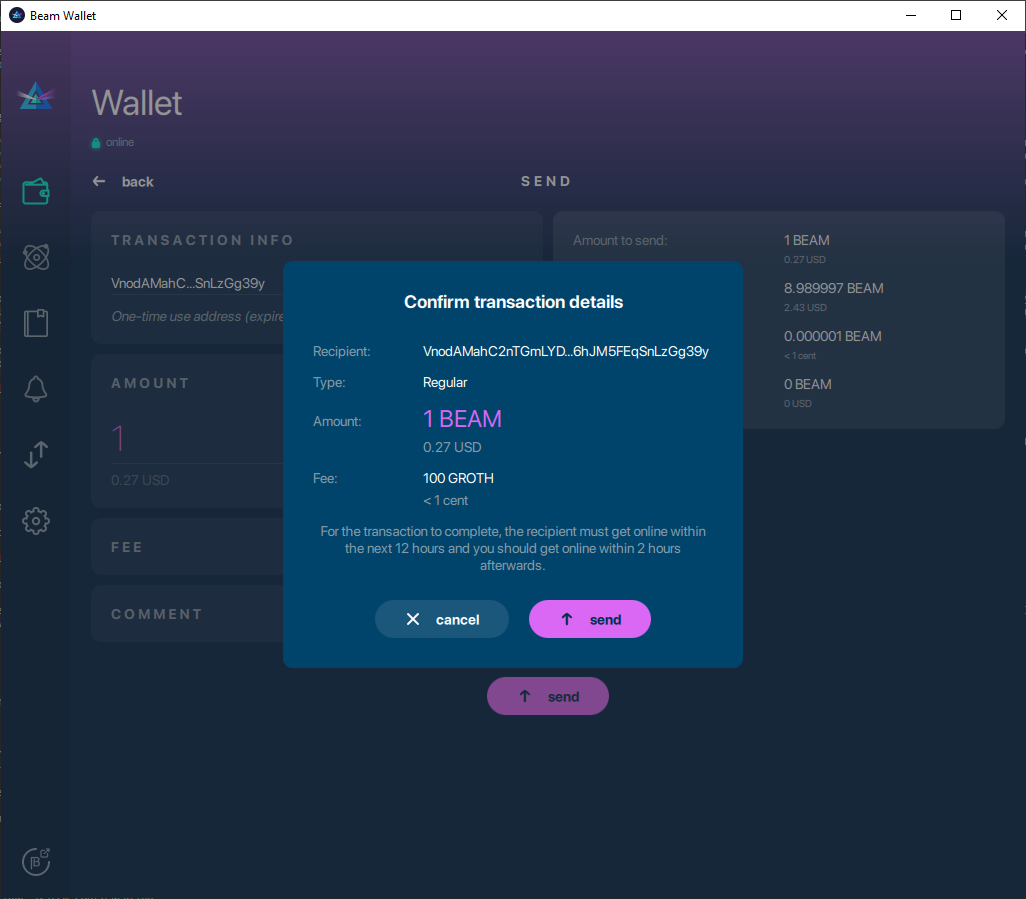 Beam Wallet
Wallet
online
back
SEND
TRANSACTION INFO
VnodAMahC...SnLzGg39y
One-time use address (expire
AMOUNT
1
0.27 USD
FEE
COMMENT
Amount to send:
1 BEAM
0.27 USD
8.989997 BEAM
2.43 USD
0.000001 BEAM
< 1 cent
0 BEAM
0 USD
Confirm transaction details
Recipient:
VnodAMahC2nTGmLYD...6hJM5FEqSnLzGg39y
Type:
Regular
Amount:
1 BEAM
0.27 USD
Fee:
100 GROTH
< 1 cent
For the transaction to complete, the recipient must get online within
the next 12 hours and you should get online within 2 hours
afterwards.
cancel
send
send